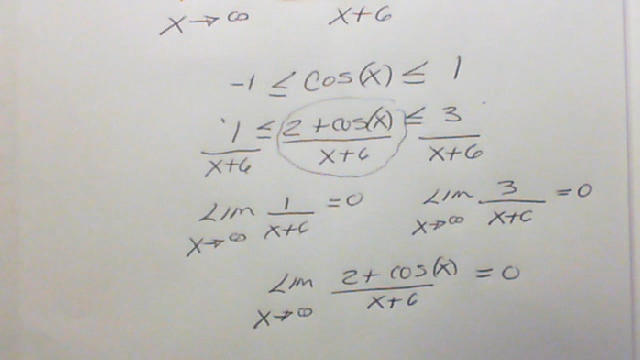 x→∞ x+6
-1 ≤ cos(x) ≤ 1
1/x+6 ≤ 2+cos(x)/x+6 ≤ 3/x+6
Lim x→∞ 1/x+6 = 0 Lim x→∞ 3/x+6 = 0
Lim x→∞ 2+cos(x)/x+6 = 0